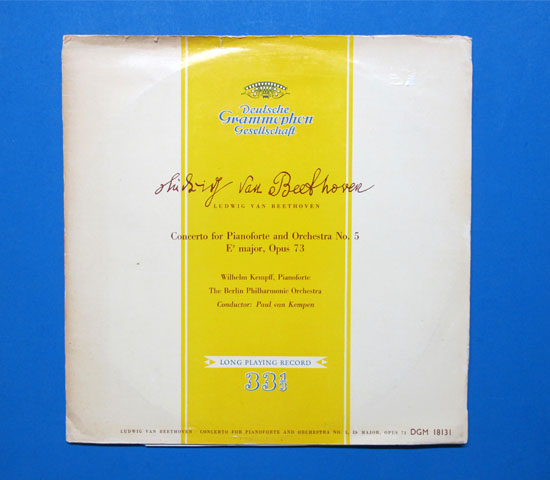 Deutsche
Grammophon
Gesellschaft
Ludwig van Beethoven
LUDWIG VAN BEETHOVEN
Concerto for Pianoforte and Orchestra No. 5
E♭ major, Opus 73
Wilhelm Kempff, Pianoforte
The Berlin Philharmonic Orchestra
Conductor: Paul van Kempen
LONG PLAYING RECORD
33⅓
LUDWIG VAN BEETHOVEN · CONCERTO FOR PIANOFORTE AND ORCHESTRA NO. 5, ES MAJOR, OPUS 73 DGM 18131